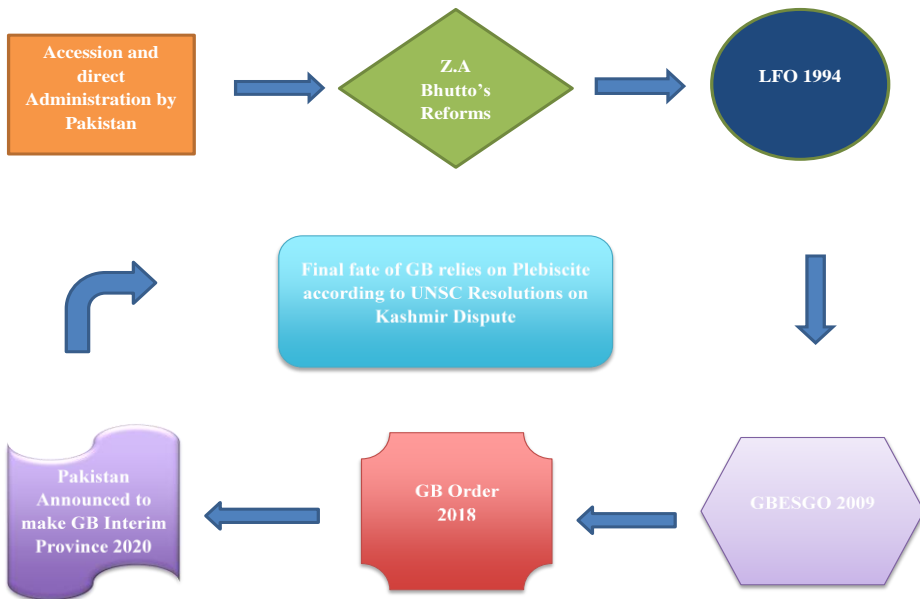 Accession and
direct
Administration by
Pakistan
Z.A
Bhutto’s
Reforms
LFO 1994
Final fate of GB relies on Plebiscite
according to UNSC Resolutions on
Kashmir Dispute
Pakistan
Announced to
make GB Interim
Province 2020
GB Order
2018
GBESGO 2009